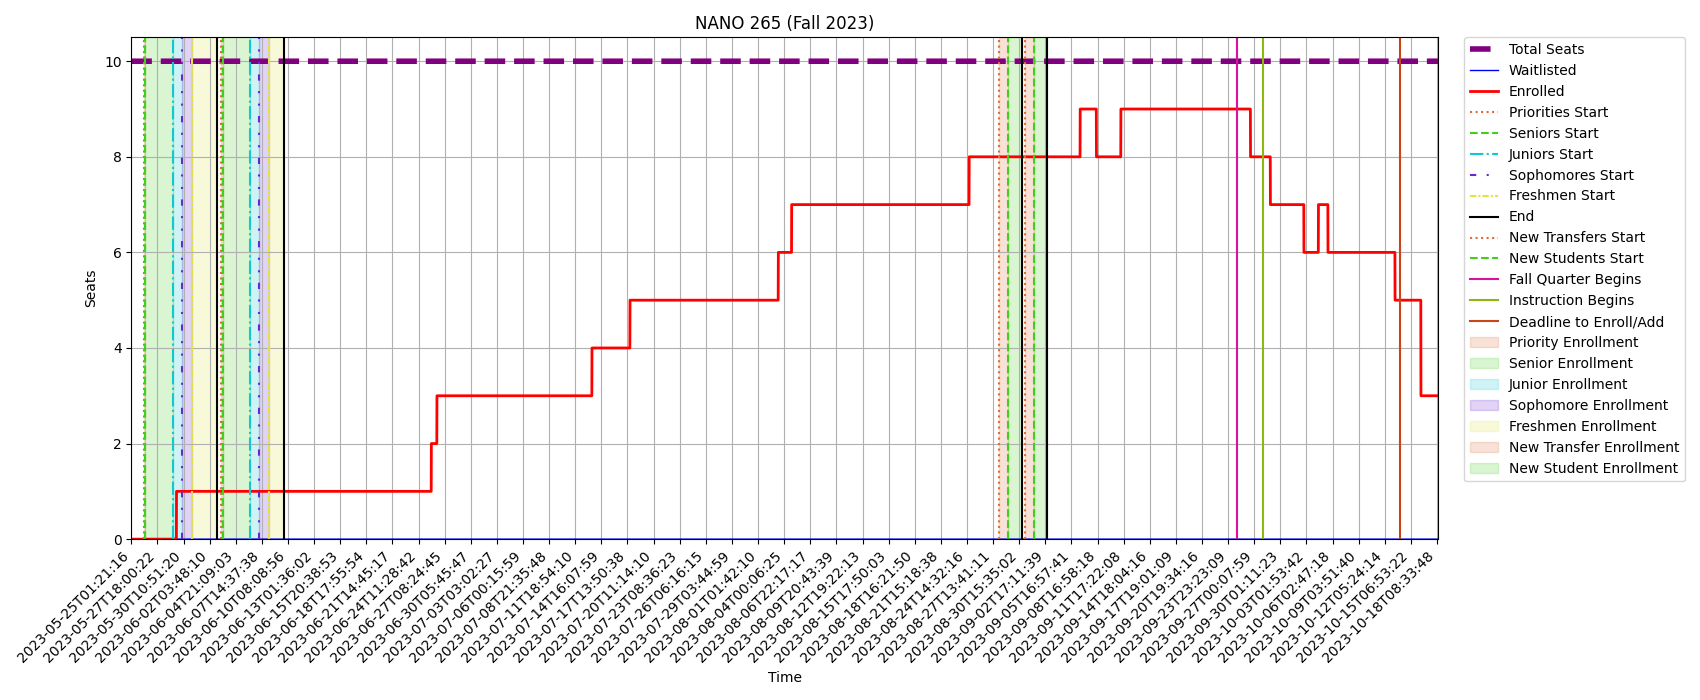 NANO 265 (Fall 2023)
10
8
6
4
2
0
Seats
2023-05-25T01:21:16
2023-05-27T18:00:22
2023-05-30T10:51:20
2023-06-02T03:48:10
2023-06-04T21:09:03
2023-06-07T14:37:38
2023-06-10T08:08:56
2023-06-13T01:36:02
2023-06-15T20:38:53
2023-06-18T17:55:54
2023-06-21T14:45:17
2023-06-24T11:28:42
2023-06-27T08:24:45
2023-06-30T05:45:47
2023-07-03T03:02:27
2023-07-06T00:15:59
2023-07-08T21:35:48
2023-07-11T18:54:10
2023-07-14T16:07:59
2023-07-17T13:50:38
2023-07-20T11:14:10
2023-07-23T08:36:23
2023-07-26T06:16:15
2023-07-29T03:44:59
2023-08-01T01:42:10
2023-08-04T00:06:25
2023-08-06T22:17:17
2023-08-09T20:43:39
2023-08-12T19:22:13
2023-08-15T17:50:03
2023-08-18T16:21:50
2023-08-21T15:18:38
2023-08-24T14:32:16
2023-08-27T13:41:11
2023-08-30T15:35:02
2023-09-02T17:11:39
2023-09-05T16:57:41
2023-09-08T16:58:18
2023-09-11T17:22:08
2023-09-14T18:04:16
2023-09-17T19:01:09
2023-09-20T19:34:16
2023-09-23T23:23:09
2023-09-27T00:07:59
2023-09-30T01:11:23
2023-10-03T01:53:42
2023-10-06T02:47:18
2023-10-09T03:51:40
2023-10-12T05:24:14
2023-10-15T06:53:22
2023-10-18T08:33:48
Time
Total Seats
Waitlisted
Enrolled
Priorities Start
Seniors Start
Juniors Start
Sophomores Start
Freshmen Start
End
New Transfers Start
New Students Start
Fall Quarter Begins
Instruction Begins
Deadline to Enroll/Add
Priority Enrollment
Senior Enrollment
Junior Enrollment
Sophomore Enrollment
Freshmen Enrollment
New Transfer Enrollment
New Student Enrollment